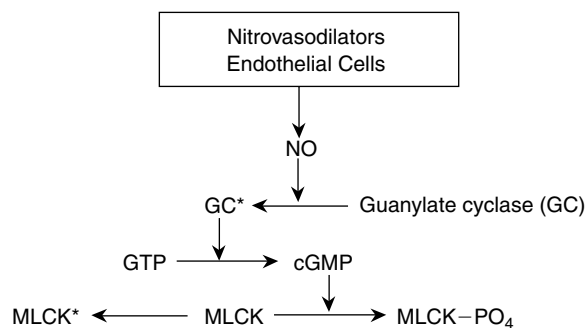 Nitrovasodilators
Endothelial Cells
NO
GC* Guanylate cyclase (GC)
GTP cGMP
MLCK* MLCK MLCK–PO₄